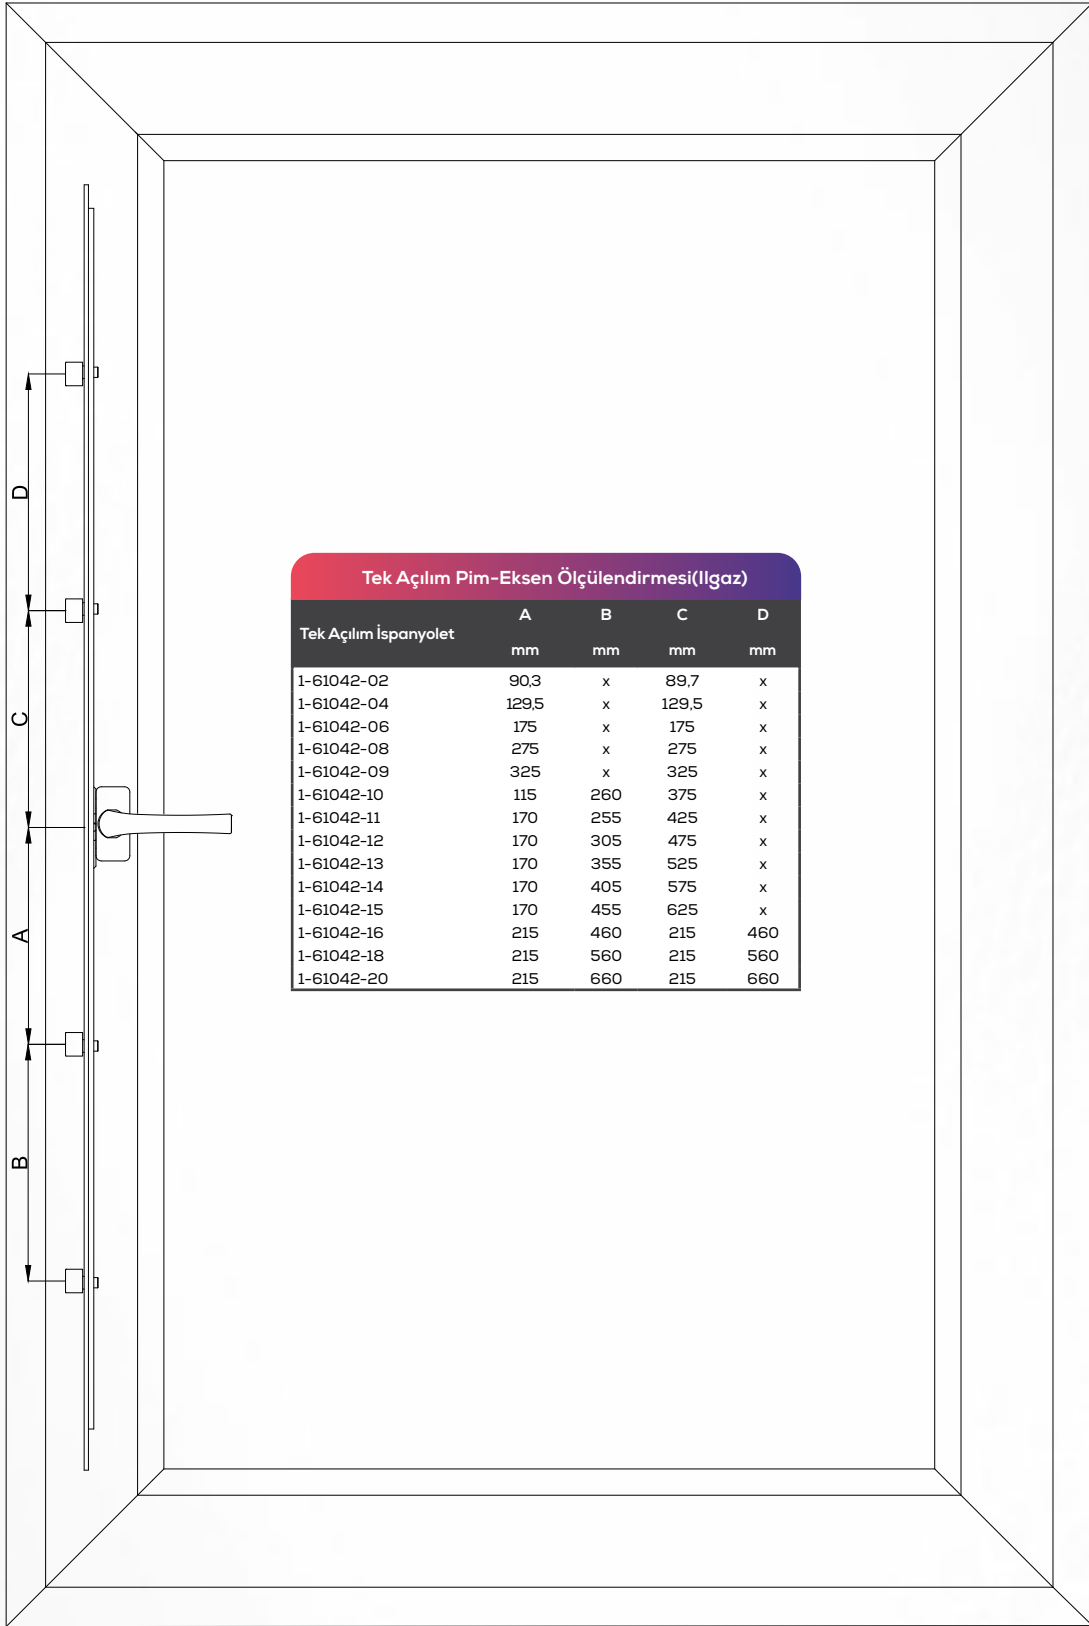 Tek Açılım Pim-Eksen Ölçülendirmesi(Ilgaz)
Tek Açılım İspanyolet A B C D
mm mm mm mm
1-61042-02 90,3 x 89,7 x
1-61042-04 129,5 x 129,5 x
1-61042-06 175 x 175 x
1-61042-08 275 x 275 x
1-61042-09 325 x 325 x
1-61042-10 115 260 375 x
1-61042-11 170 255 425 x
1-61042-12 170 305 475 x
1-61042-13 170 355 525 x
1-61042-14 170 405 575 x
1-61042-15 170 455 625 x
1-61042-16 215 460 215 460
1-61042-18 215 560 215 560
1-61042-20 215 660 215 660
D
C
A
B